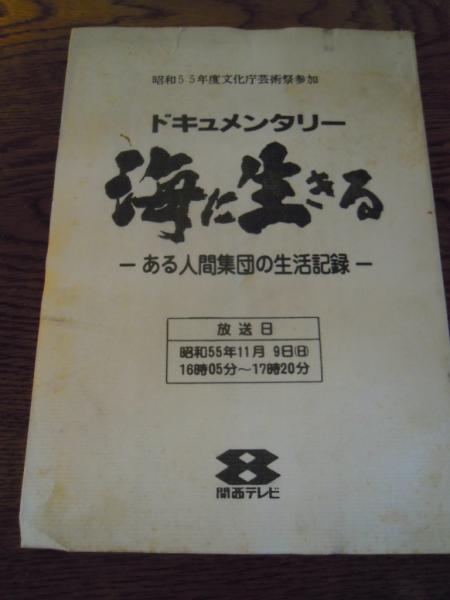 昭和55年度文化庁芸術祭参加
ドキュメンタリー
海に生きる
−ある人間集団の生活記録−
放送日
昭和55年11月 9日(日)
16時05分〜17時20分
8
関西テレビ